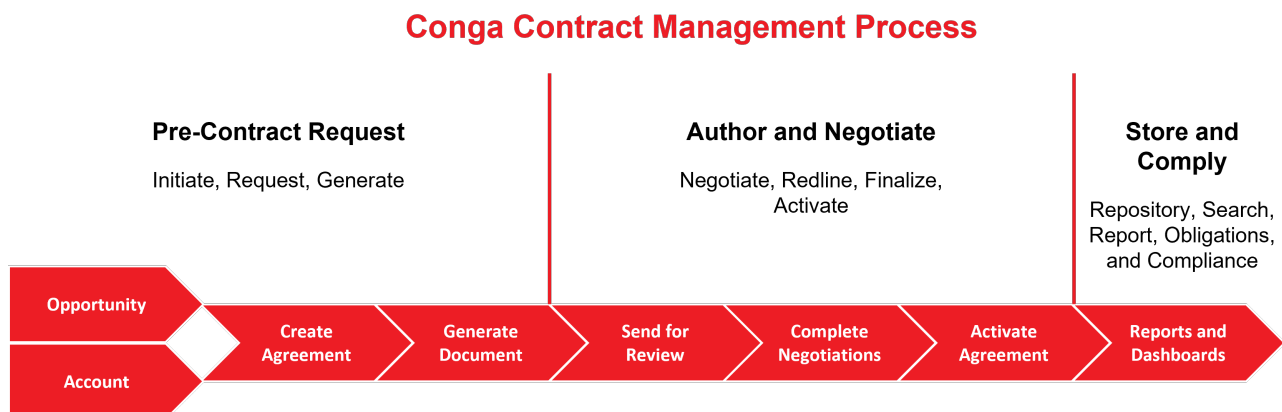 Conga Contract Management Process
Pre-Contract Request
Initiate, Request, Generate
Author and Negotiate
Negotiate, Redline, Finalize,
Activate
Store and
Comply
Repository, Search,
Report, Obligations,
and Compliance
Opportunity
Account
Create
Agreement
Generate
Document
Send for
Review
Complete
Negotiations
Activate
Agreement
Reports and
Dashboards